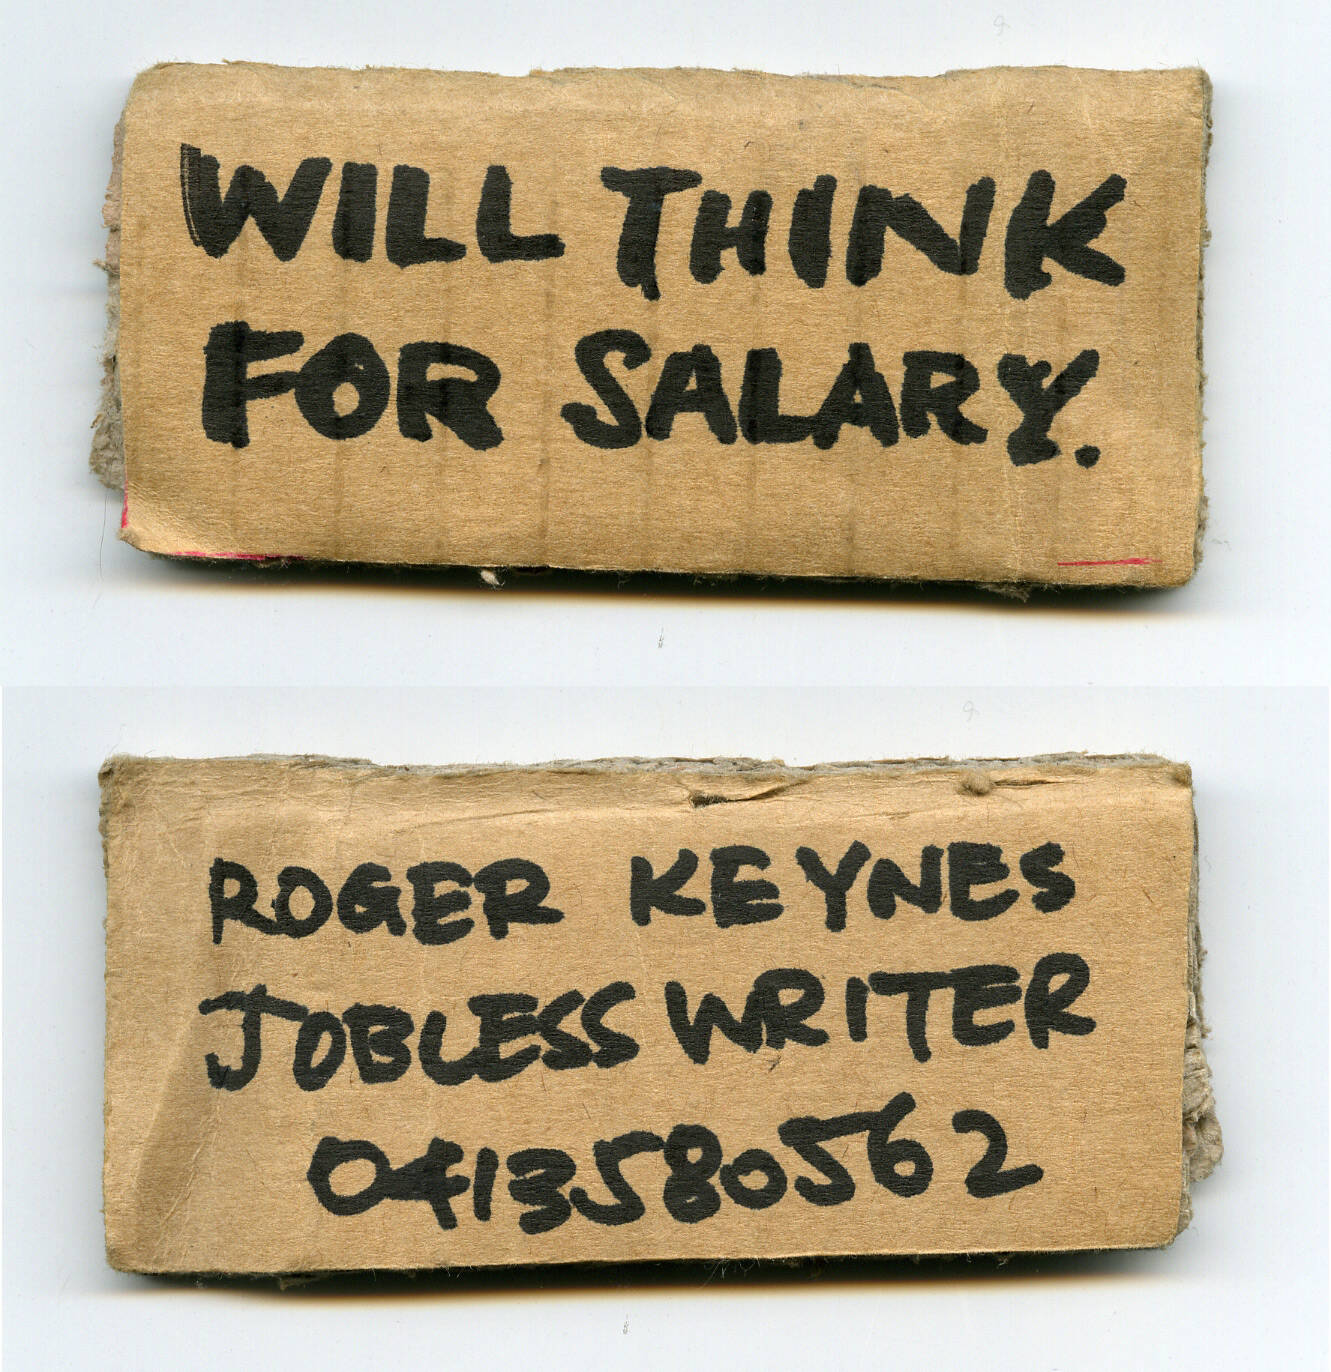 WILL THINK
FOR SALARY.
ROGER KEYNES
JOBLESS WRITER
0413580562